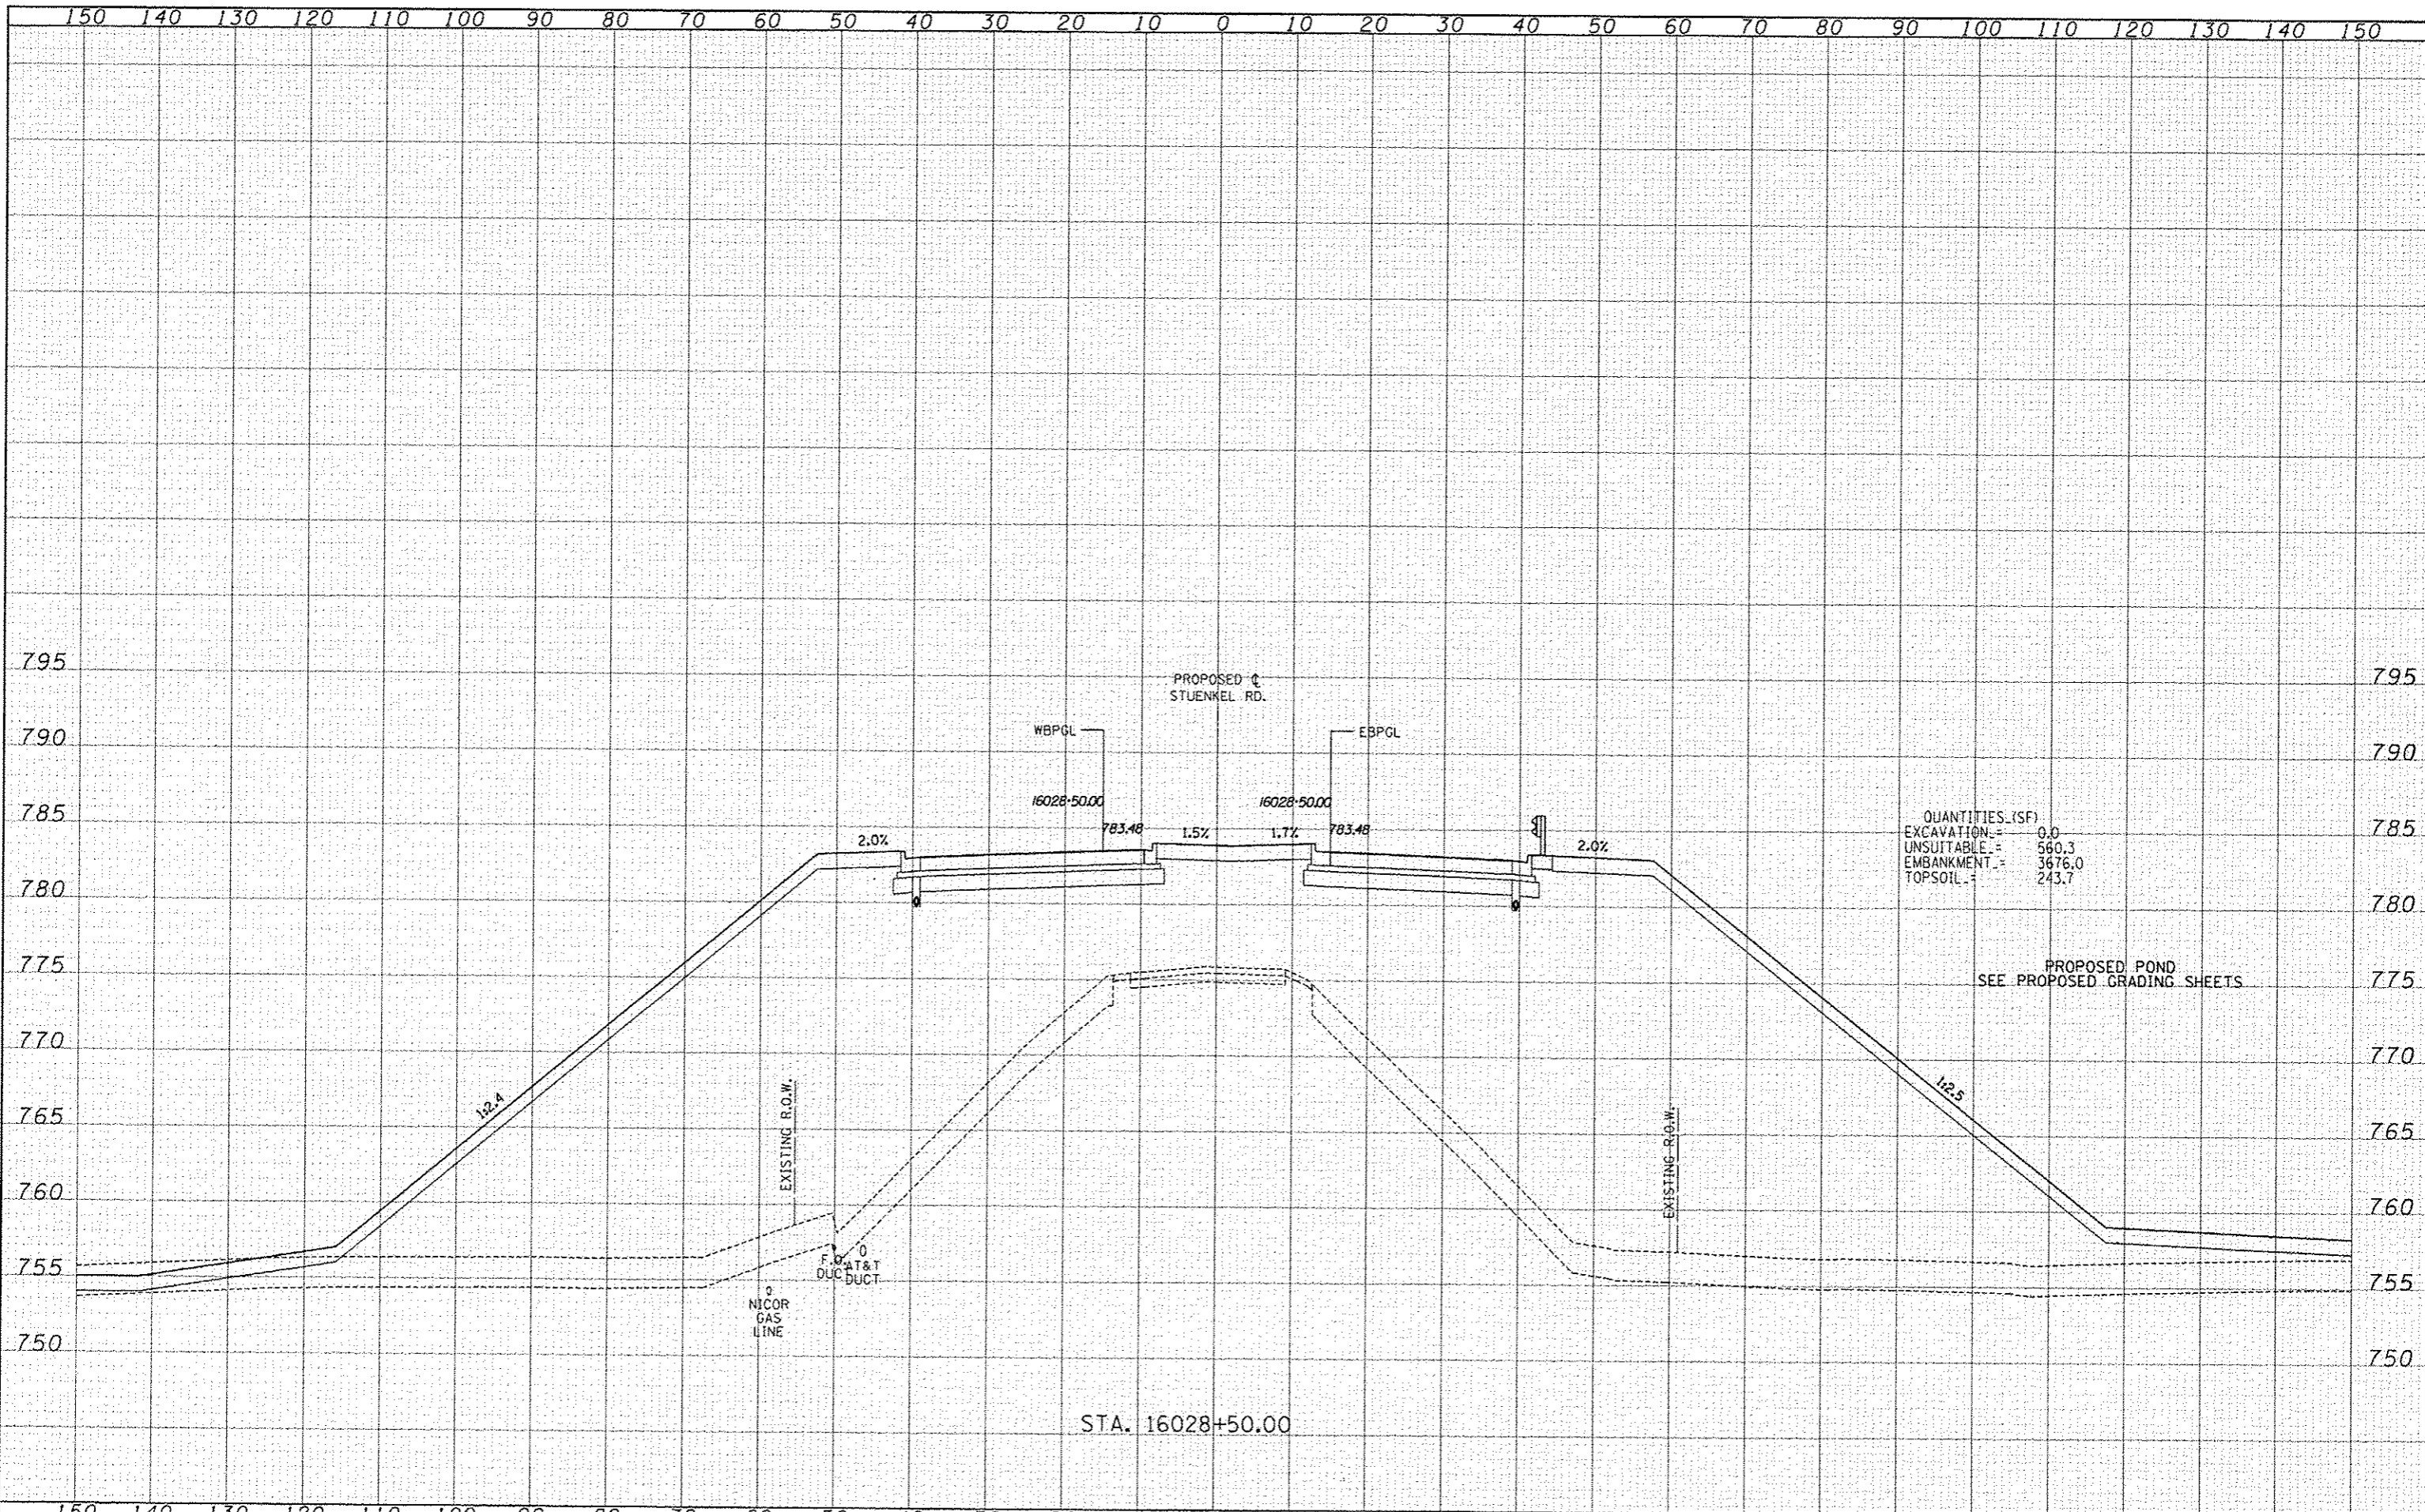 150 140 130 120 110 100 90 80 70 60 50 40 30 20 10 0 10 20 30 40 50 60 70 80 90 100 110 120 130 140 150
795 795
PROPOSED ℄
STUENKEL RD.
WBPGL EBPGL
790 790
16028+50.00 16028+50.00
785 785
783.48 1.5% 1.7% 783.48
2.0% 2.0%
QUANTITIES (SF)
EXCAVATION = 0.0
UNSUITABLE = 560.3
EMBANKMENT = 3676.0
TOPSOIL = 243.7
780 780
PROPOSED POND
SEE PROPOSED GRADING SHEETS
775 775
770 770
1:2.4 1:2.5
EXISTING R.O.W. EXISTING R.O.W.
765 765
760 760
755 755
F.O.
DUCT
AT&T
DUCT
NICOR
GAS
LINE
750 750
STA. 16028+50.00
150 140 130 120 110